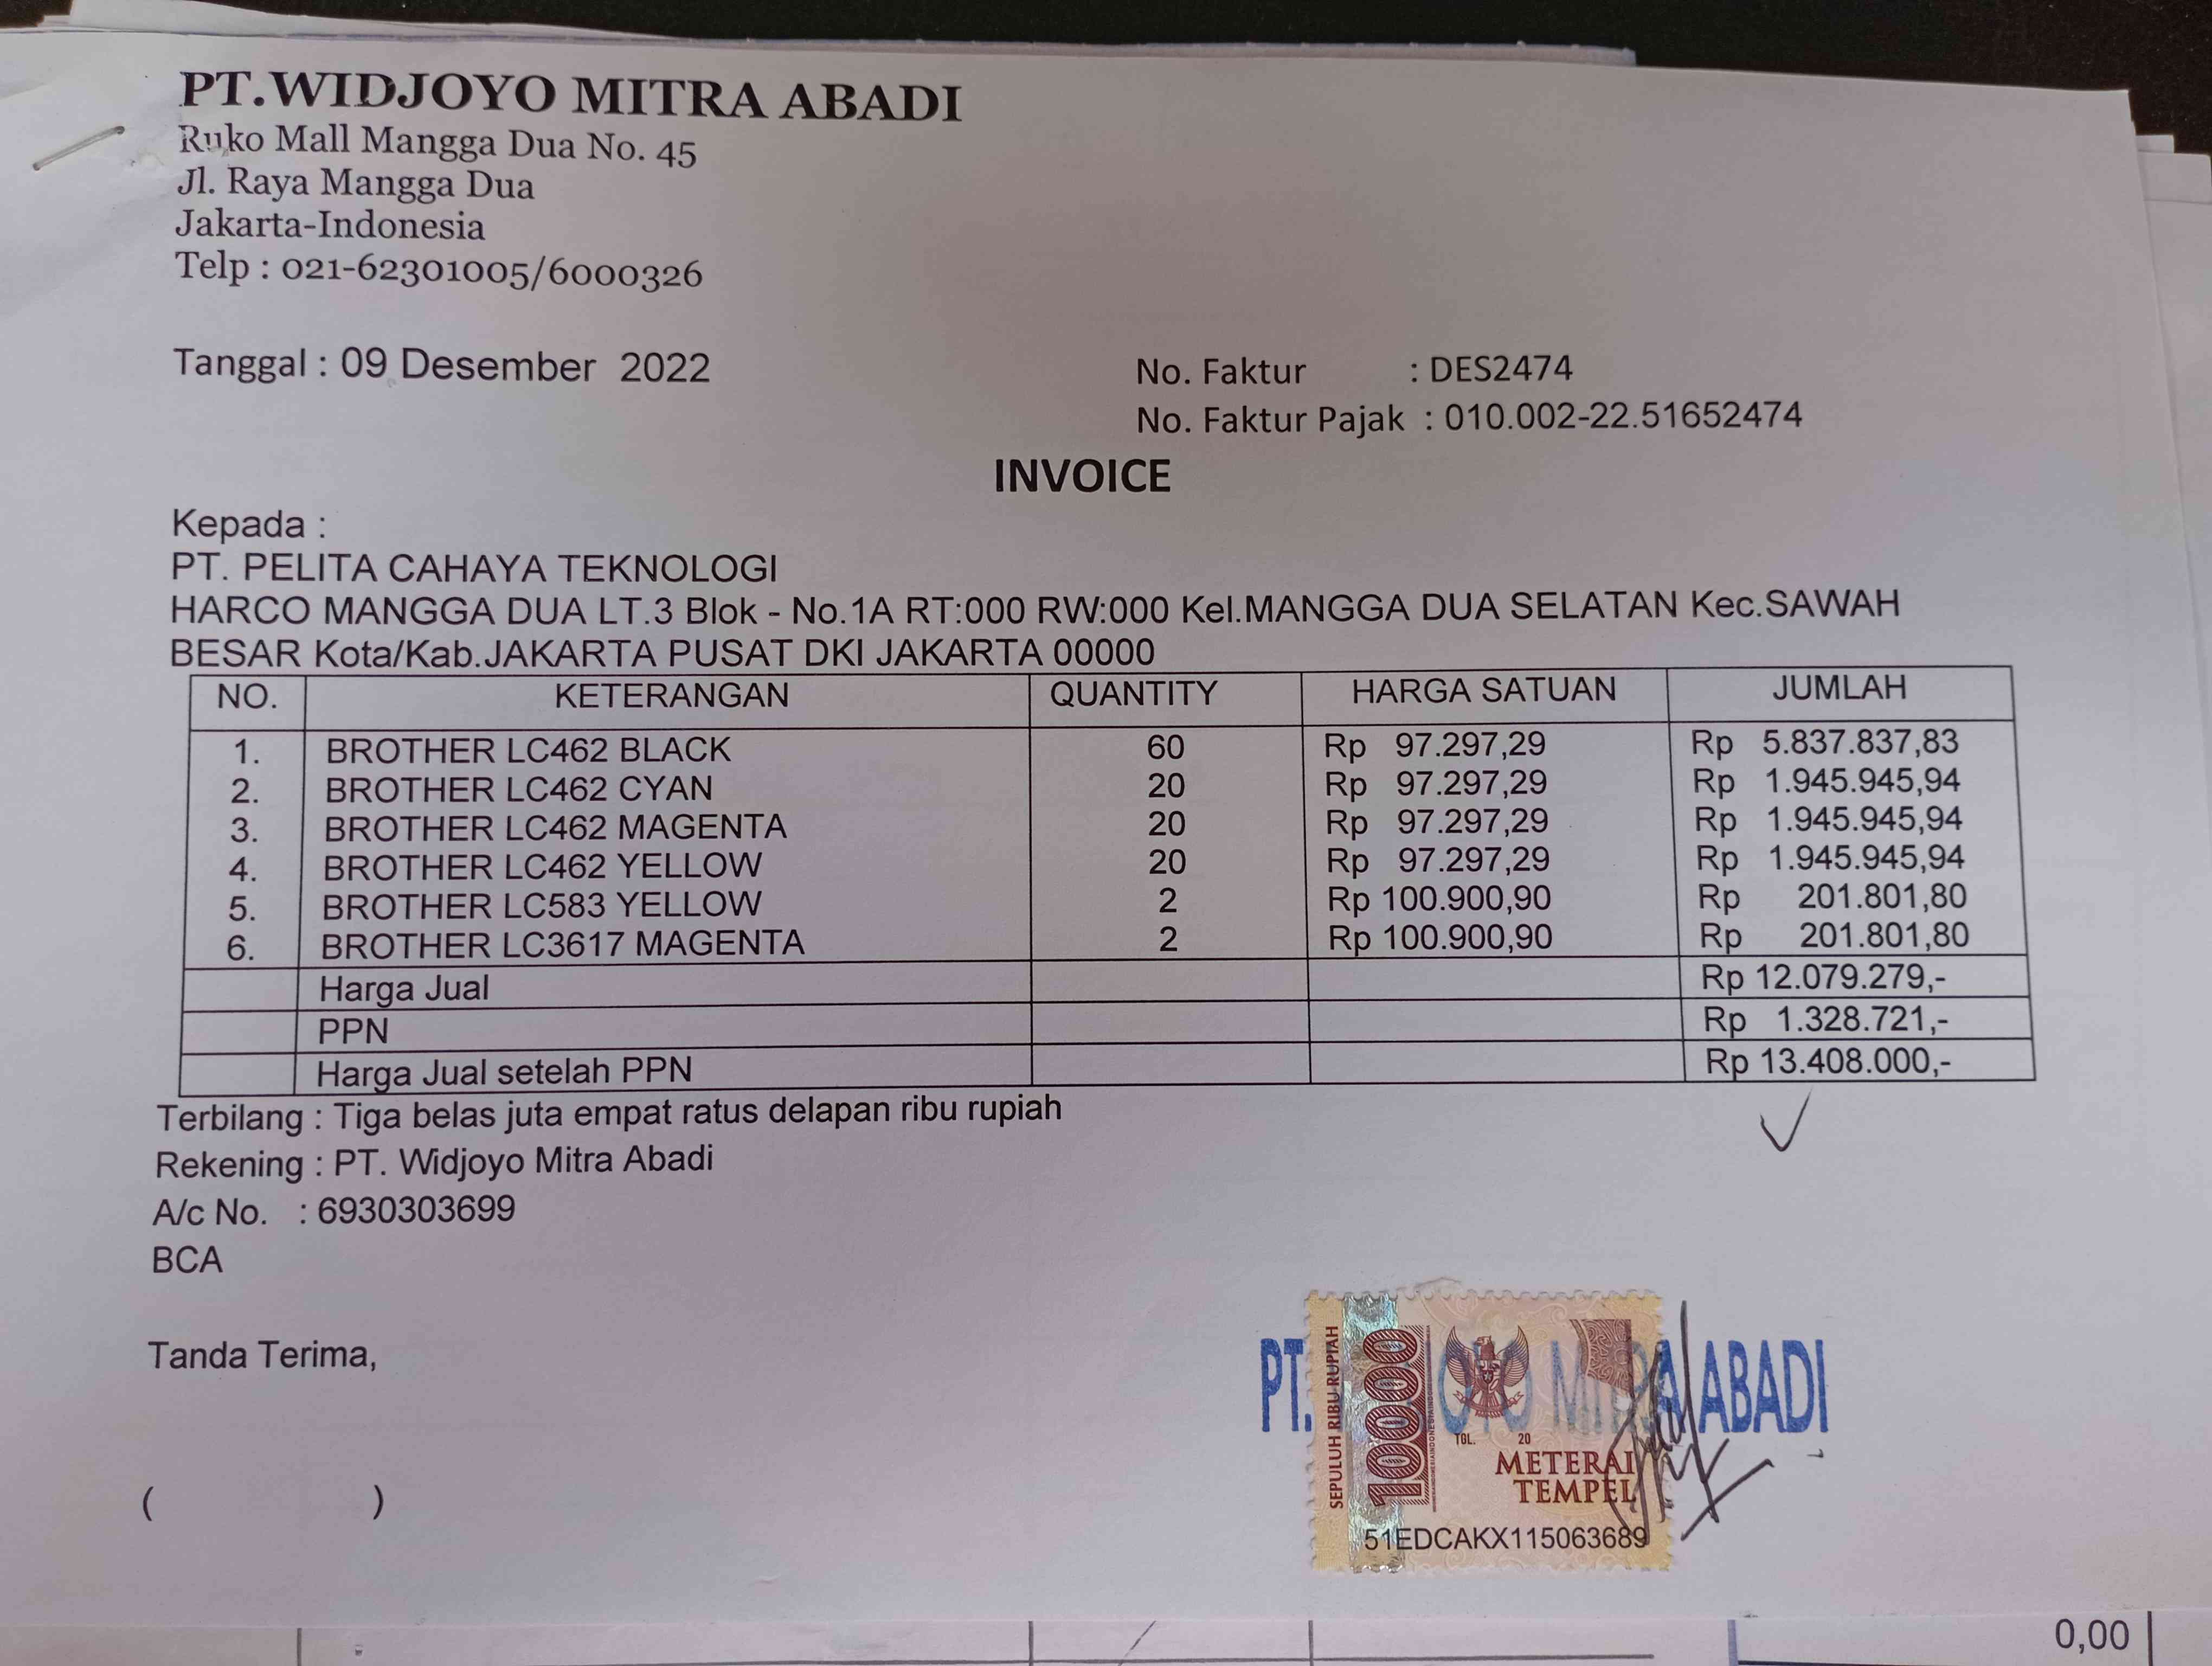 PT.WIDJOYO MITRA ABADI
Ruko Mall Mangga Dua No. 45
Jl. Raya Mangga Dua
Jakarta-Indonesia
Telp : 021-62301005/6000326
Tanggal : 09 Desember 2022
No. Faktur : DES2474
No. Faktur Pajak : 010.002-22.51652474
INVOICE
Kepada :
PT. PELITA CAHAYA TEKNOLOGI
HARCO MANGGA DUA LT.3 Blok - No.1A RT:000 RW:000 Kel.MANGGA DUA SELATAN Kec.SAWAH
BESAR Kota/Kab.JAKARTA PUSAT DKI JAKARTA 00000
NO. KETERANGAN QUANTITY HARGA SATUAN JUMLAH
1. BROTHER LC462 BLACK 60 Rp 97.297,29 Rp 5.837.837,83
2. BROTHER LC462 CYAN 20 Rp 97.297,29 Rp 1.945.945,94
3. BROTHER LC462 MAGENTA 20 Rp 97.297,29 Rp 1.945.945,94
4. BROTHER LC462 YELLOW 20 Rp 97.297,29 Rp 1.945.945,94
5. BROTHER LC583 YELLOW 2 Rp 100.900,90 Rp 201.801,80
6. BROTHER LC3617 MAGENTA 2 Rp 100.900,90 Rp 201.801,80
Harga Jual Rp 12.079.279,-
PPN Rp 1.328.721,-
Harga Jual setelah PPN Rp 13.408.000,-
Terbilang : Tiga belas juta empat ratus delapan ribu rupiah
Rekening : PT. Widjoyo Mitra Abadi
A/c No. : 6930303699
BCA
Tanda Terima,
( )
PT. OYO MITRA ABADI
SEPULUH RIBU RUPIAH
10000
TGL. 20
METERAI
TEMPEL
51EDCAKX115063689
0,00